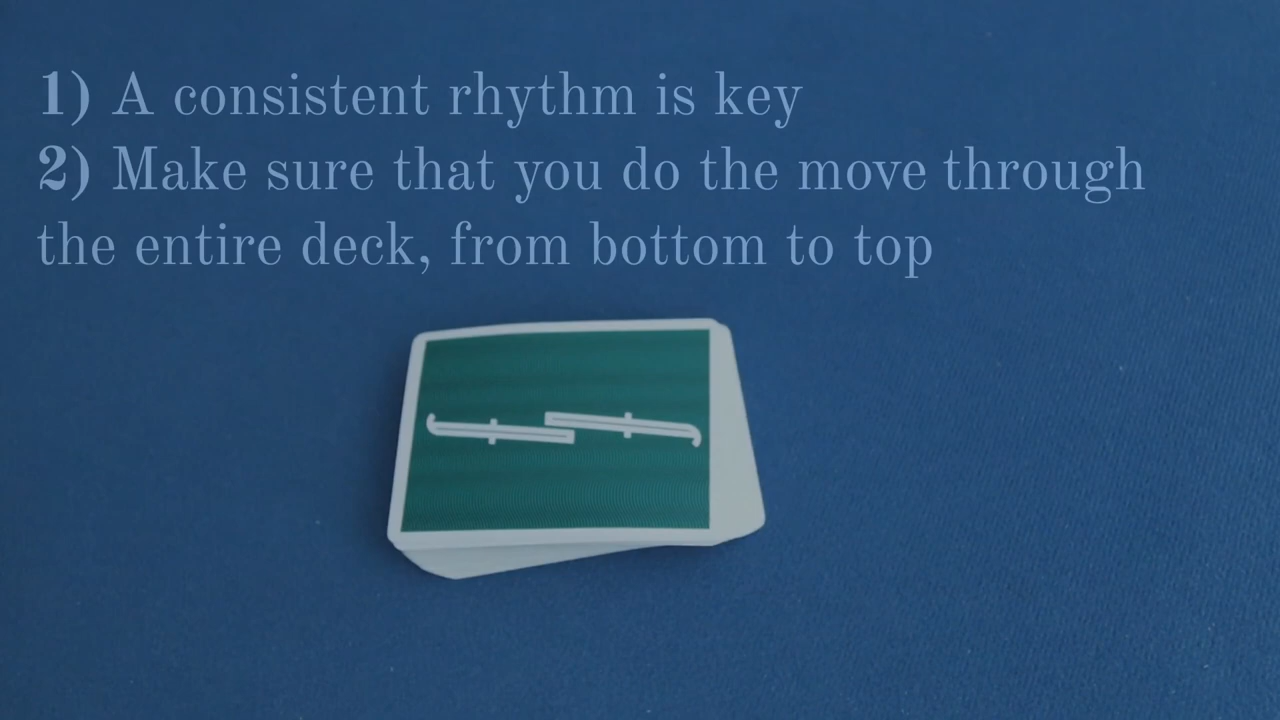 1) A consistent rhythm is key
2) Make sure that you do the move through
the entire deck, from bottom to top